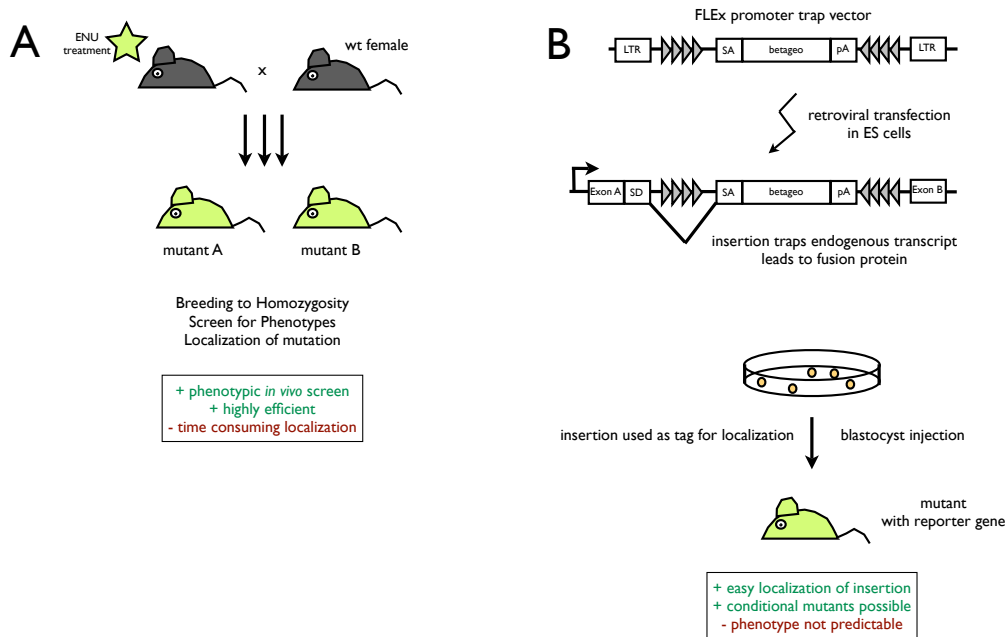 A
ENU
treatment
wt female
x
mutant A
mutant B
Breeding to Homozygosity
Screen for Phenotypes
Localization of mutation
+ phenotypic in vivo screen
+ highly efficient
- time consuming localization
B
FLEx promoter trap vector
LTR SA betageo pA LTR
retroviral transfection
in ES cells
Exon A SD SA betageo pA Exon B
insertion traps endogenous transcript
leads to fusion protein
insertion used as tag for localization
blastocyst injection
mutant
with reporter gene
+ easy localization of insertion
+ conditional mutants possible
- phenotype not predictable